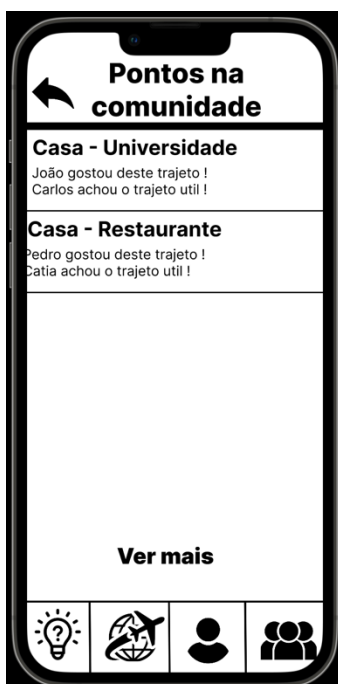 Pontos na
comunidade
Casa - Universidade
João gostou deste trajeto !
Carlos achou o trajeto util !
Casa - Restaurante
Pedro gostou deste trajeto !
Catia achou o trajeto util !
Ver mais
?